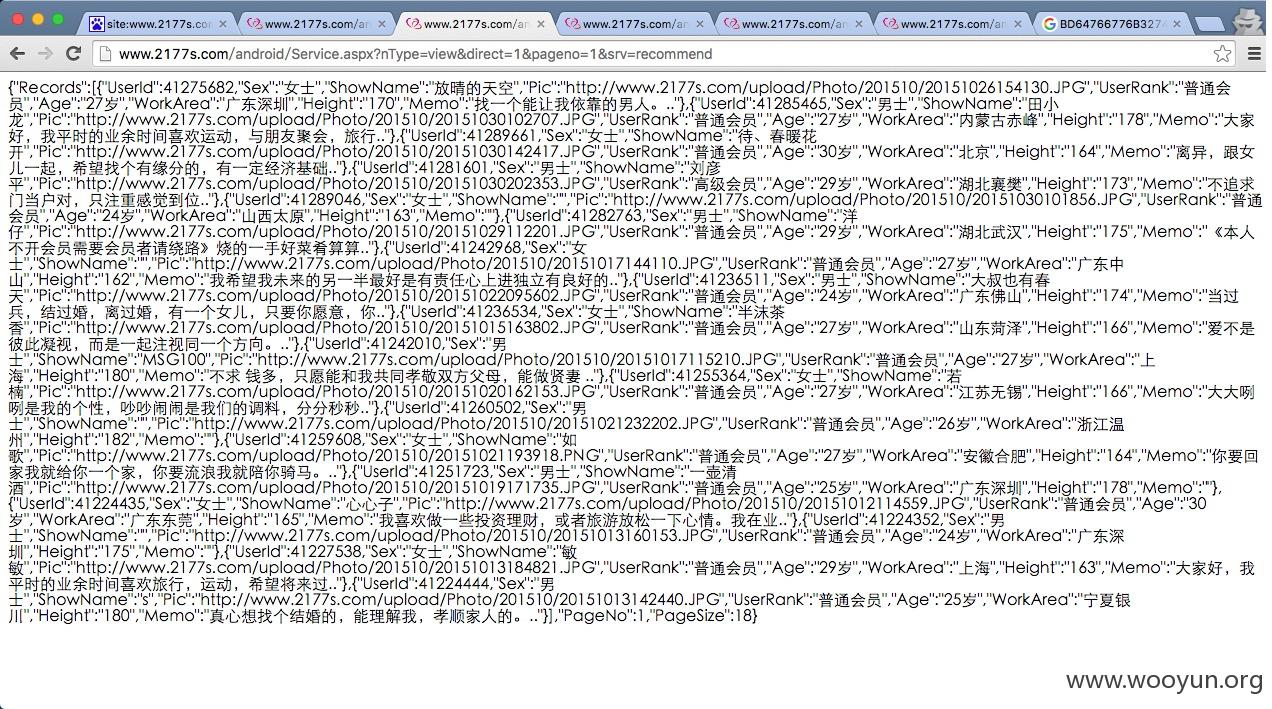 site:www.2177s.co
www.2177s.com/an
www.2177s.com/an
www.2177s.com/an
www.2177s.com/an
www.2177s.com/an
BD64766776B3274
www.2177s.com/android/Service.aspx?nType=view&direct=1&pageno=1&srv=recommend
{"Records":[{"UserId":41275682,"Sex":"女士","ShowName":"放晴的天空","Pic":"http://www.2177s.com/upload/Photo/201510/20151026154130.JPG","UserRank":"普通会
员","Age":"27岁","WorkArea":"广东深圳","Height":"170","Memo":"找一个能让我依靠的男人。.."},{"UserId":41285465,"Sex":"男士","ShowName":"田小
龙","Pic":"http://www.2177s.com/upload/Photo/201510/20151030102707.JPG","UserRank":"普通会员","Age":"27岁","WorkArea":"内蒙古赤峰","Height":"178","Memo":"大家
好，我平时的业余时间喜欢运动，与朋友聚会，旅行.."},{"UserId":41289661,"Sex":"女士","ShowName":"待、春暖花
开","Pic":"http://www.2177s.com/upload/Photo/201510/20151030142417.JPG","UserRank":"普通会员","Age":"30岁","WorkArea":"北京","Height":"164","Memo":"离异，跟女
儿一起，希望找个有缘分的，有一定经济基础.."},{"UserId":41281601,"Sex":"男士","ShowName":"刘彦
平","Pic":"http://www.2177s.com/upload/Photo/201510/20151030202353.JPG","UserRank":"高级会员","Age":"29岁","WorkArea":"湖北襄樊","Height":"173","Memo":"不追求
门当户对，只注重感觉到位.."},{"UserId":41289046,"Sex":"女士","ShowName":"","Pic":"http://www.2177s.com/upload/Photo/201510/20151030101856.JPG","UserRank":"普通
会员","Age":"24岁","WorkArea":"山西太原","Height":"163","Memo":""},{"UserId":41282763,"Sex":"男士","ShowName":"洋
仔","Pic":"http://www.2177s.com/upload/Photo/201510/20151029112201.JPG","UserRank":"普通会员","Age":"29岁","WorkArea":"湖北武汉","Height":"175","Memo":"《本人
不开会员需要会员者请绕路》烧的一手好菜肴算算.."},{"UserId":41242968,"Sex":"女
士","ShowName":"","Pic":"http://www.2177s.com/upload/Photo/201510/20151017144110.JPG","UserRank":"普通会员","Age":"27岁","WorkArea":"广东中
山","Height":"162","Memo":"我希望我未来的另一半最好是有责任心上进独立有良好的.."},{"UserId":41236511,"Sex":"男士","ShowName":"大叔也有春
天","Pic":"http://www.2177s.com/upload/Photo/201510/20151022095602.JPG","UserRank":"普通会员","Age":"24岁","WorkArea":"广东佛山","Height":"174","Memo":"当过
兵，结过婚，离过婚，有一个女儿，只要你愿意，你.."},{"UserId":41236534,"Sex":"女士","ShowName":"半沫茶
香","Pic":"http://www.2177s.com/upload/Photo/201510/20151015163802.JPG","UserRank":"普通会员","Age":"27岁","WorkArea":"山东菏泽","Height":"166","Memo":"爱不是
彼此凝视，而是一起注视同一个方向。.."},{"UserId":41242010,"Sex":"男
士","ShowName":"MSG100","Pic":"http://www.2177s.com/upload/Photo/201510/20151017115210.JPG","UserRank":"普通会员","Age":"27岁","WorkArea":"上
海","Height":"180","Memo":"不求 钱多，只愿能和我共同孝敬双方父母，能做贤妻 .."},{"UserId":41255364,"Sex":"女士","ShowName":"若
楠","Pic":"http://www.2177s.com/upload/Photo/201510/20151020162153.JPG","UserRank":"普通会员","Age":"27岁","WorkArea":"江苏无锡","Height":"166","Memo":"大大咧
咧是我的个性，吵吵闹闹是我们的调料，分分秒秒.."},{"UserId":41260502,"Sex":"男
士","ShowName":"","Pic":"http://www.2177s.com/upload/Photo/201510/20151021232202.JPG","UserRank":"普通会员","Age":"26岁","WorkArea":"浙江温
州","Height":"182","Memo":""},{"UserId":41259608,"Sex":"女士","ShowName":"如
歌","Pic":"http://www.2177s.com/upload/Photo/201510/20151021193918.PNG","UserRank":"普通会员","Age":"27岁","WorkArea":"安徽合肥","Height":"164","Memo":"你要回
家我就给你一个家，你要流浪我就陪你骑马。.."},{"UserId":41251723,"Sex":"男士","ShowName":"一壶清
酒","Pic":"http://www.2177s.com/upload/Photo/201510/20151019171735.JPG","UserRank":"普通会员","Age":"25岁","WorkArea":"广东深圳","Height":"178","Memo":""},
{"UserId":41224435,"Sex":"女士","ShowName":"心心子","Pic":"http://www.2177s.com/upload/Photo/201510/20151012114559.JPG","UserRank":"普通会员","Age":"30
岁","WorkArea":"广东东莞","Height":"165","Memo":"我喜欢做一些投资理财，或者旅游放松一下心情。我在业.."},{"UserId":41224352,"Sex":"男
士","ShowName":"","Pic":"http://www.2177s.com/upload/Photo/201510/20151013160153.JPG","UserRank":"普通会员","Age":"24岁","WorkArea":"广东深
圳","Height":"175","Memo":""},{"UserId":41227538,"Sex":"女士","ShowName":"敏
敏","Pic":"http://www.2177s.com/upload/Photo/201510/20151013184821.JPG","UserRank":"普通会员","Age":"29岁","WorkArea":"上海","Height":"163","Memo":"大家好，我
平时的业余时间喜欢旅行，运动，希望将来过.."},{"UserId":41224444,"Sex":"男
士","ShowName":"s","Pic":"http://www.2177s.com/upload/Photo/201510/20151013142440.JPG","UserRank":"普通会员","Age":"25岁","WorkArea":"宁夏银
川","Height":"180","Memo":"真心想找个结婚的，能理解我，孝顺家人的。.."}],"PageNo":1,"PageSize":18}
www.wooyun.org